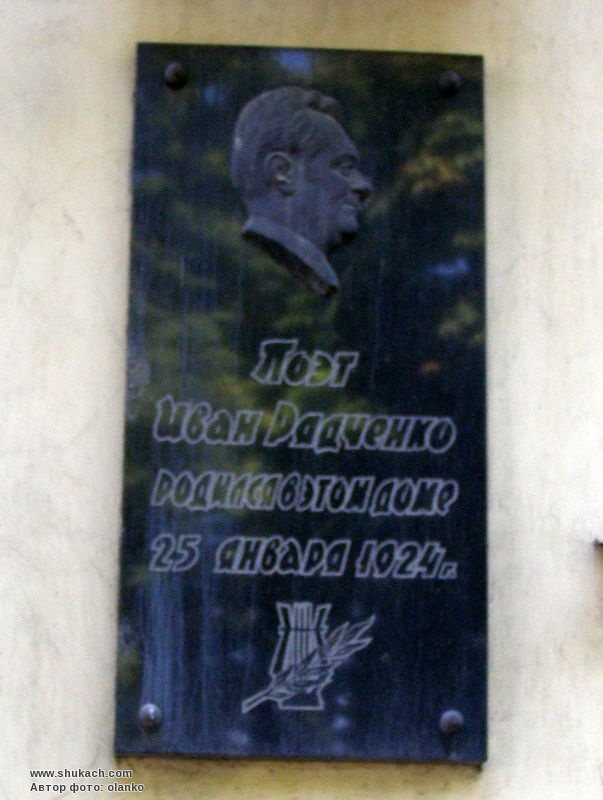 Поэт
Иван Радченко
родился в этом доме
25 января 1924 г.
www.shukach.com
Автор фото: olanko